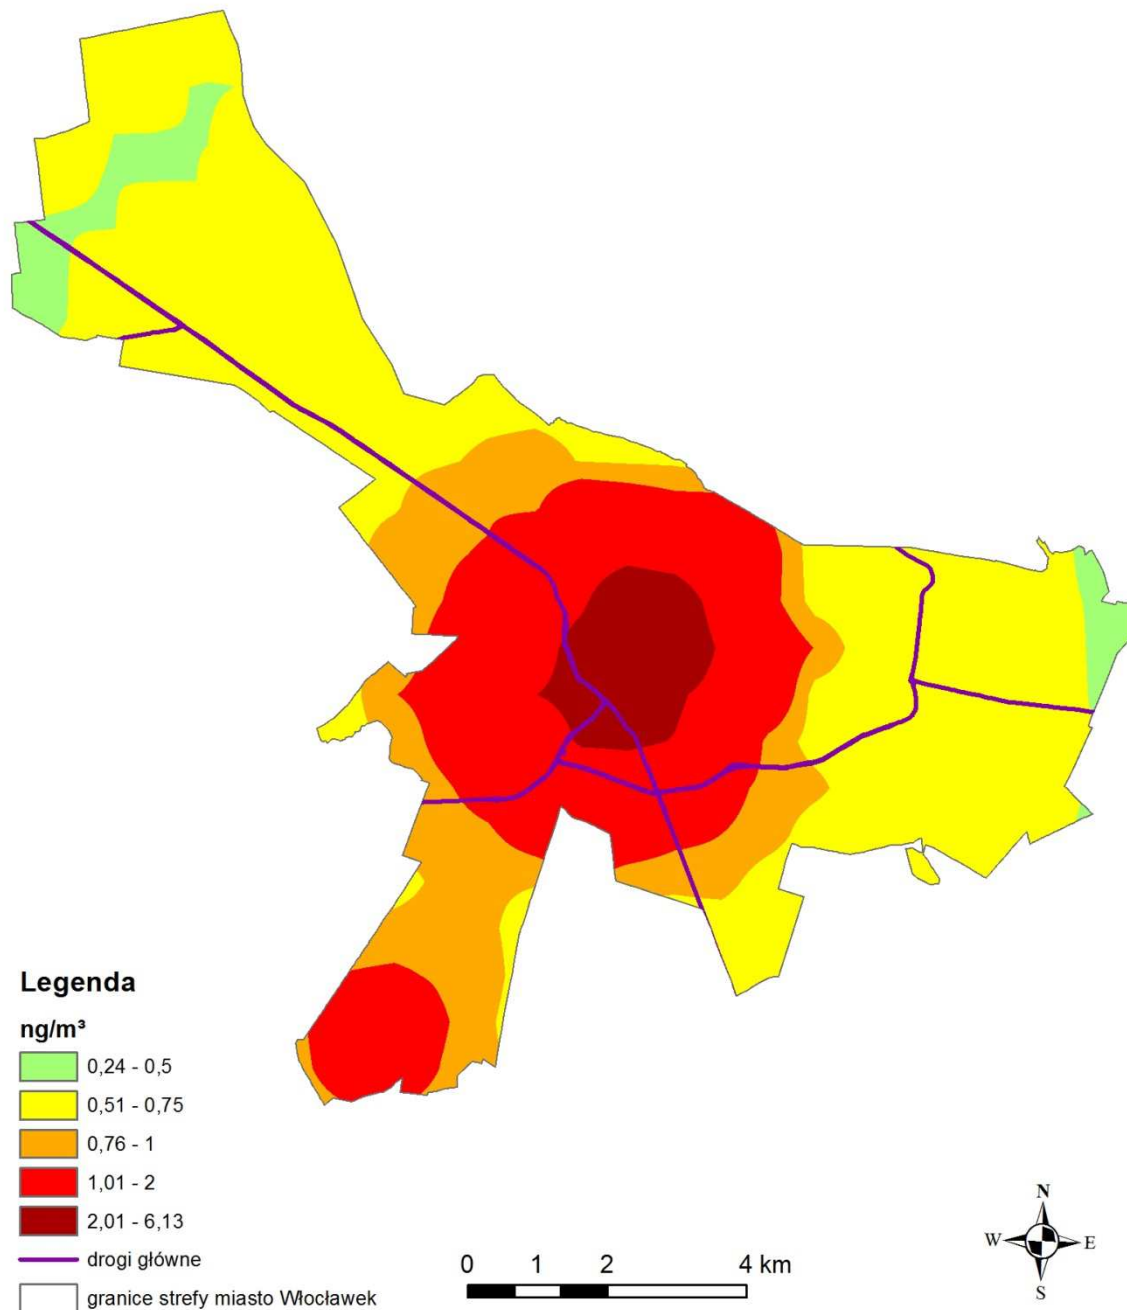 Legenda
ng/m³
0,24 - 0,5
0,51 - 0,75
0,76 - 1
1,01 - 2
2,01 - 6,13
drogi główne
granice strefy miasto Włocławek
0 1 2 4 km
N
W E
S